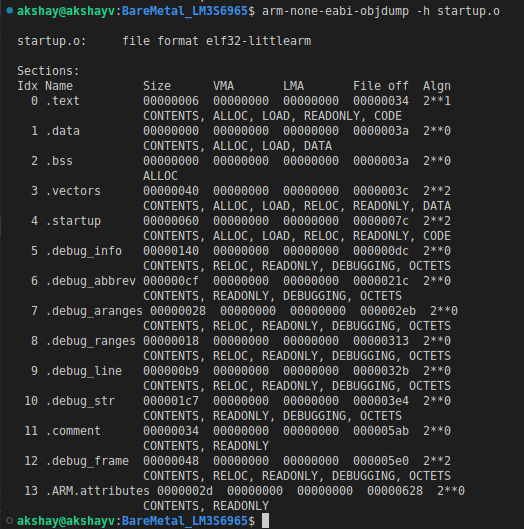 akshay@akshayv:BareMetal_LM3S6965$ arm-none-eabi-objdump -h startup.o
startup.o:     file format elf32-littlearm
Sections:
Idx Name          Size      VMA       LMA       File off  Algn
  0 .text         00000006  00000000  00000000  00000034  2**1
                  CONTENTS, ALLOC, LOAD, READONLY, CODE
  1 .data         00000000  00000000  00000000  0000003a  2**0
                  CONTENTS, ALLOC, LOAD, DATA
  2 .bss          00000000  00000000  00000000  0000003a  2**0
                  ALLOC
  3 .vectors      00000040  00000000  00000000  0000003c  2**2
                  CONTENTS, ALLOC, LOAD, RELOC, READONLY, DATA
  4 .startup      00000060  00000000  00000000  0000007c  2**2
                  CONTENTS, ALLOC, LOAD, RELOC, READONLY, CODE
  5 .debug_info   00000140  00000000  00000000  000000dc  2**0
                  CONTENTS, RELOC, READONLY, DEBUGGING, OCTETS
  6 .debug_abbrev 000000cf  00000000  00000000  0000021c  2**0
                  CONTENTS, READONLY, DEBUGGING, OCTETS
  7 .debug_aranges 00000028  00000000  00000000  000002eb  2**0
                  CONTENTS, RELOC, READONLY, DEBUGGING, OCTETS
  8 .debug_ranges 00000018  00000000  00000000  00000313  2**0
                  CONTENTS, RELOC, READONLY, DEBUGGING, OCTETS
  9 .debug_line   000000b9  00000000  00000000  0000032b  2**0
                  CONTENTS, RELOC, READONLY, DEBUGGING, OCTETS
 10 .debug_str    000001c7  00000000  00000000  000003e4  2**0
                  CONTENTS, READONLY, DEBUGGING, OCTETS
 11 .comment      00000034  00000000  00000000  000005ab  2**0
                  CONTENTS, READONLY
 12 .debug_frame  00000048  00000000  00000000  000005e0  2**2
                  CONTENTS, RELOC, READONLY, DEBUGGING, OCTETS
 13 .ARM.attributes 0000002d  00000000  00000000  00000628  2**0
                  CONTENTS, READONLY
akshay@akshayv:BareMetal_LM3S6965$